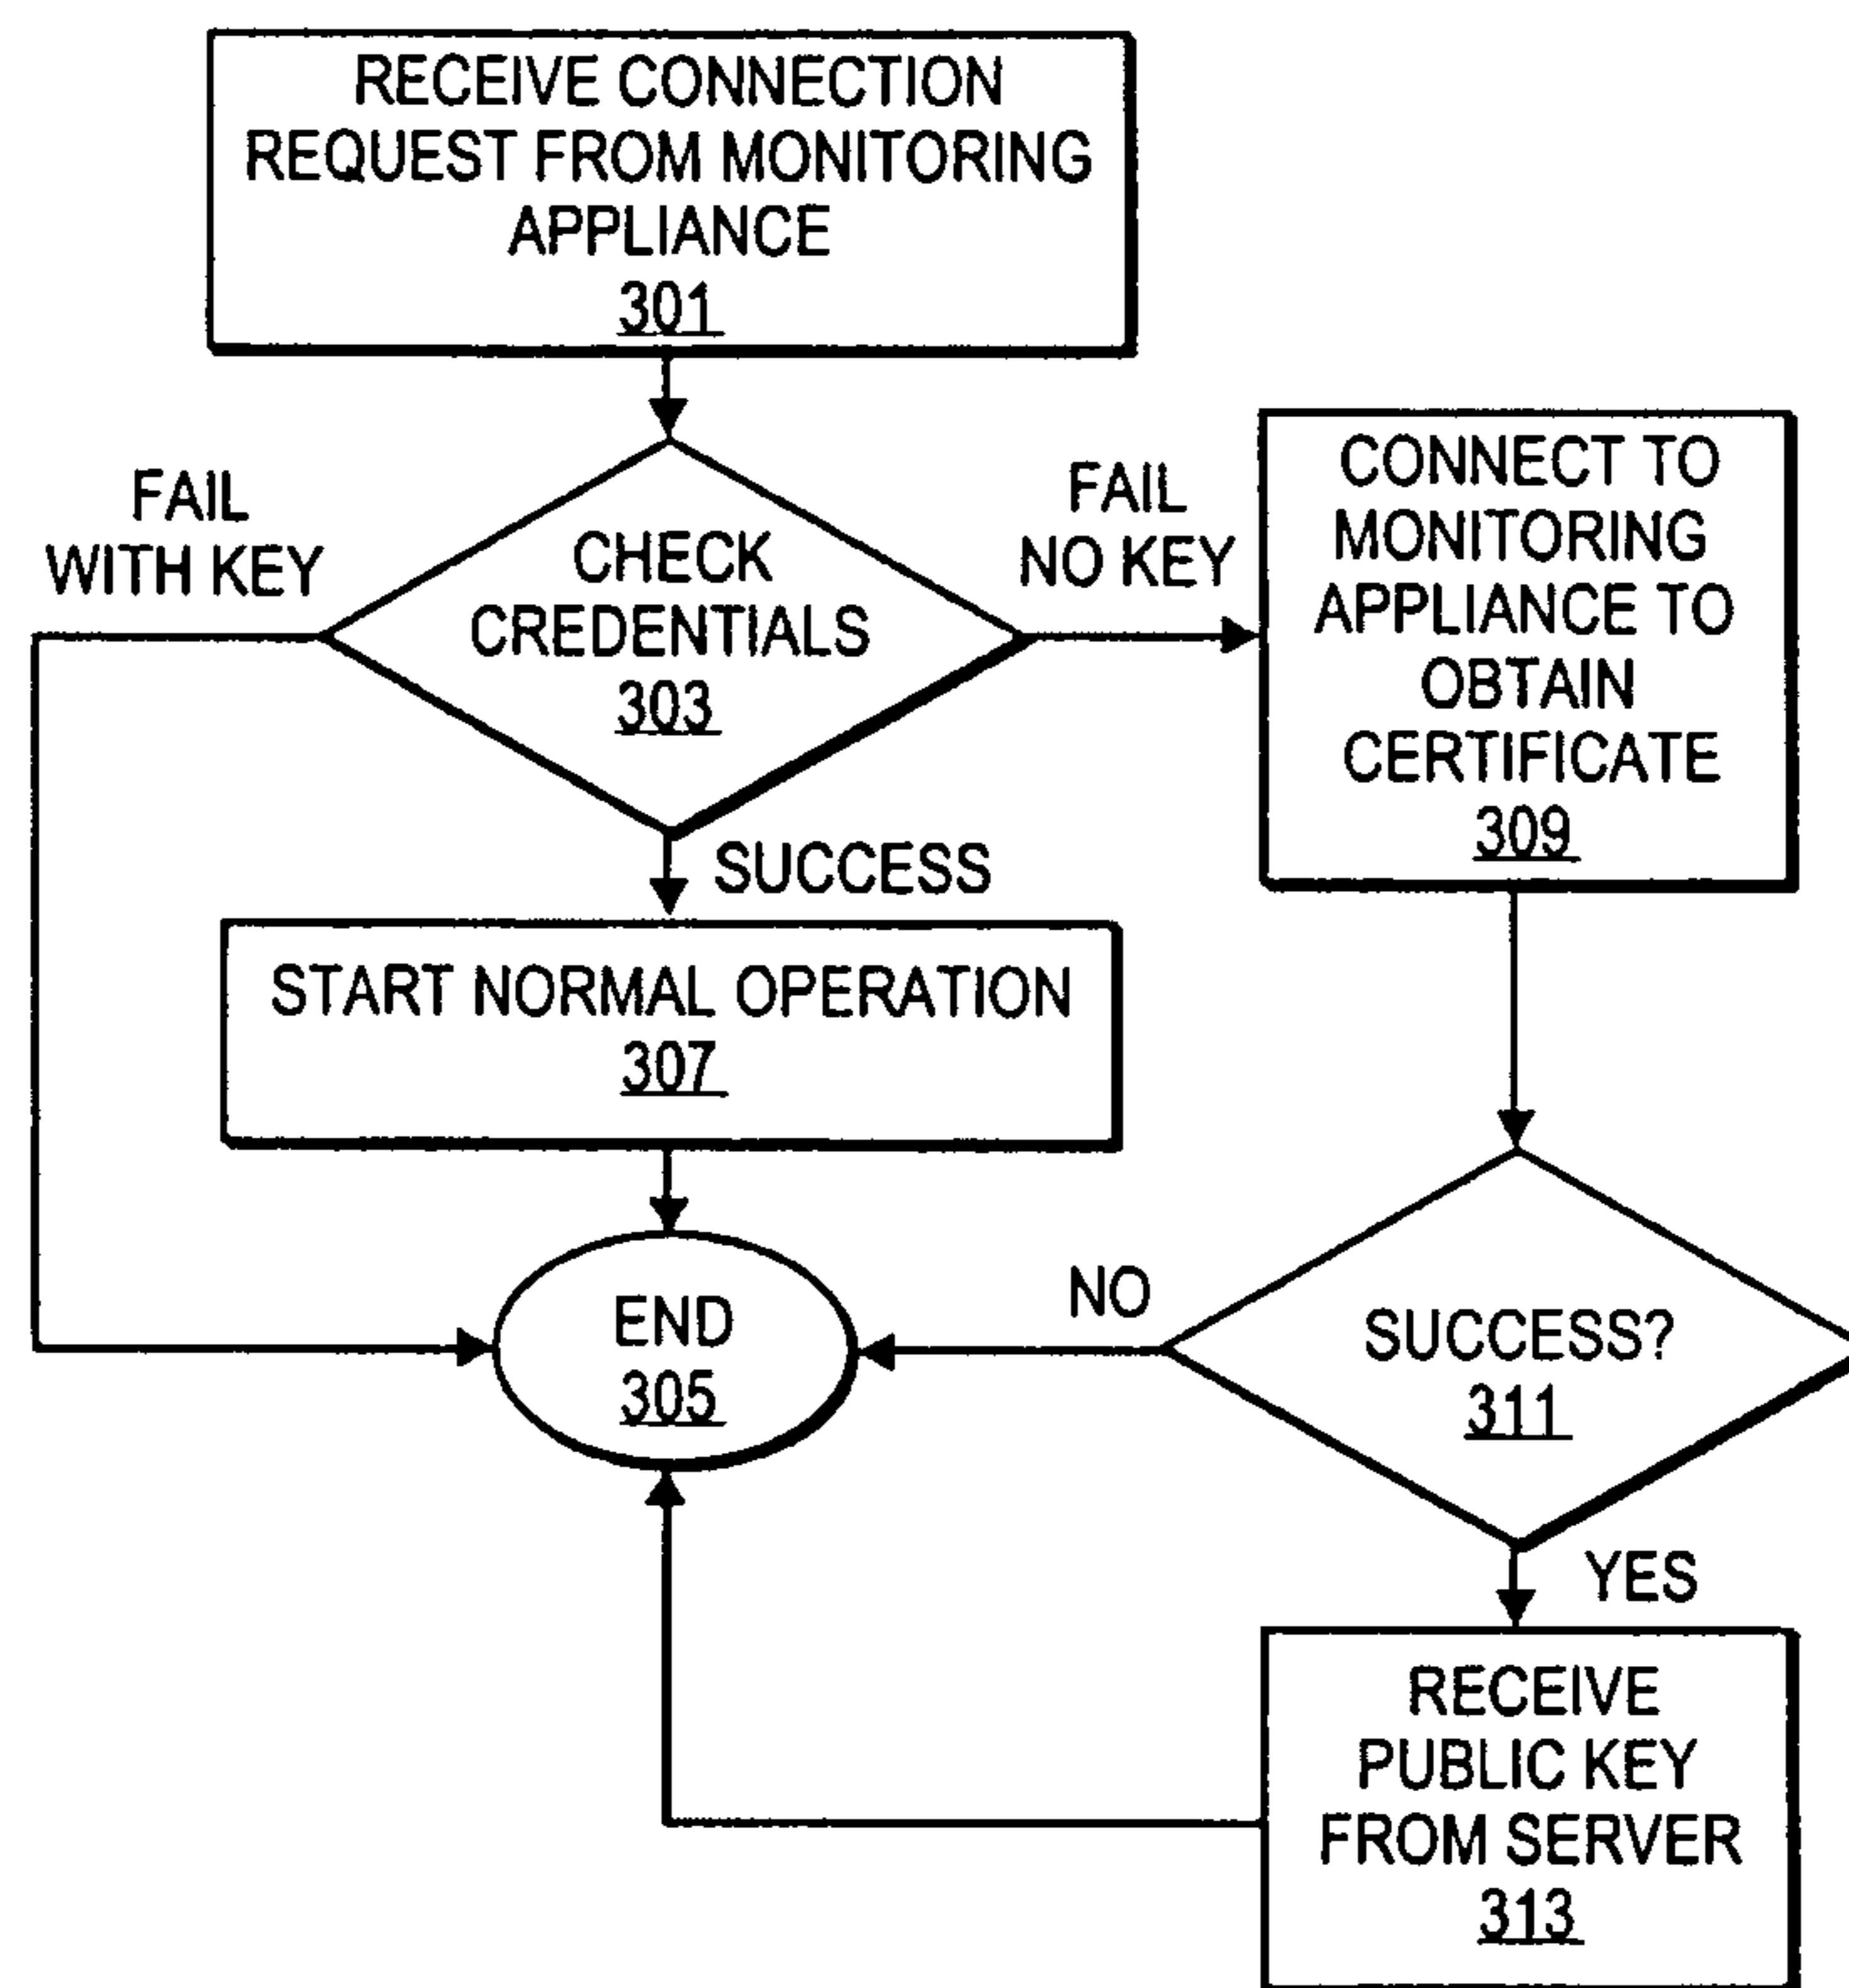 RECEIVE CONNECTION
REQUEST FROM MONITORING
APPLIANCE
301
FAIL
WITH KEY
CHECK
CREDENTIALS
303
FAIL
NO KEY
CONNECT TO
MONITORING
APPLIANCE TO
OBTAIN
CERTIFICATE
309
SUCCESS
START NORMAL OPERATION
307
END
305
NO
SUCCESS?
311
YES
RECEIVE
PUBLIC KEY
FROM SERVER
313